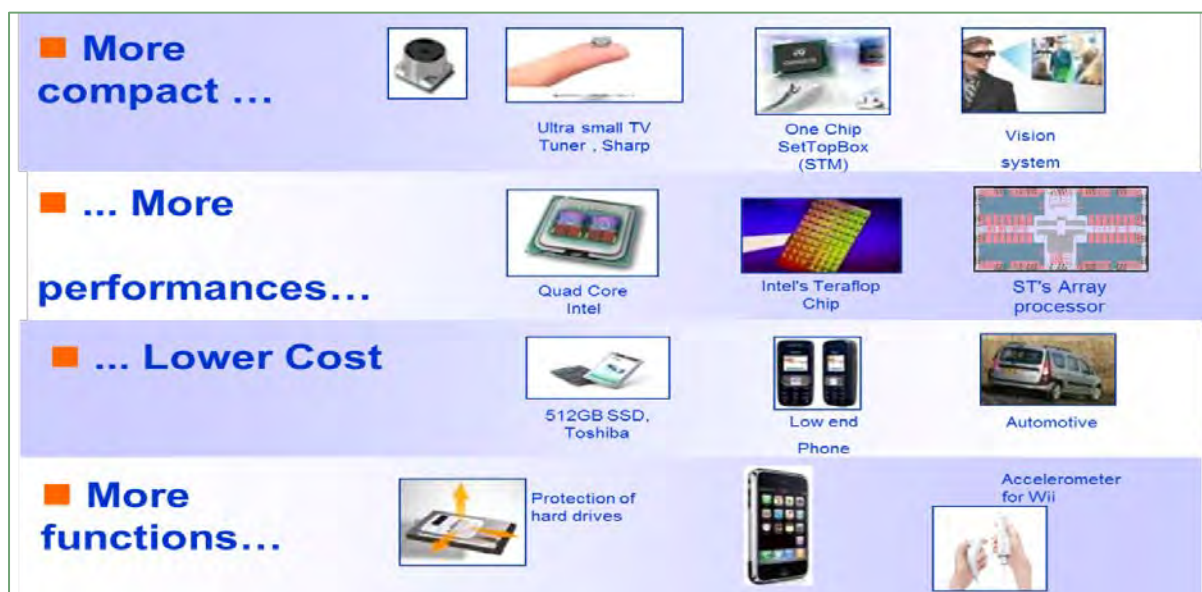 More
compact ...
Ultra small TV
Tuner , Sharp
One Chip
SetTopBox
(STM)
Vision
system
... More
performances...
Quad Core
Intel
Intel's Teraflop
Chip
ST's Array
processor
... Lower Cost
512GB SSD,
Toshiba
Low end
Phone
Automotive
More
functions...
Protection of
hard drives
Accelerometer
for Wii